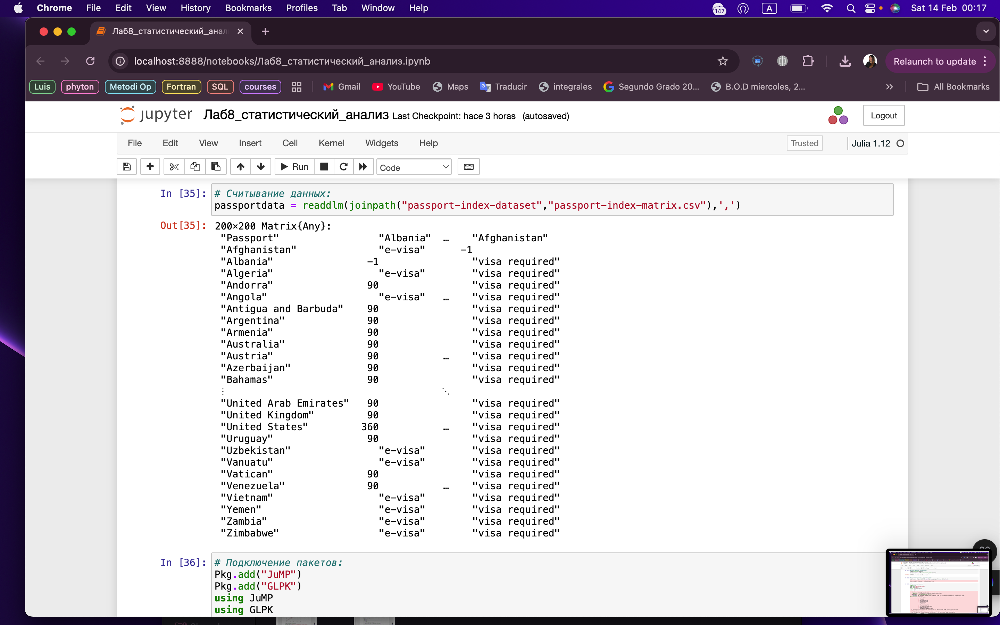 Chrome File Edit View History Bookmarks Profiles Tab Window Help 147 A Sat 14 Feb 00:17
Лаб8_статистический_анал
localhost:8888/notebooks/Лаб8_статистический_анализ.ipynb Relaunch to update
Luis phyton Metodi Op Fortran SQL courses Gmail YouTube Maps Traducir integrales Segundo Grado 20... B.O.D miercoles, 2... » All Bookmarks
jupyter Лаб8_статистический_анализ Last Checkpoint: hace 3 horas (autosaved) Logout
File Edit View Insert Cell Kernel Widgets Help Trusted Julia 1.12
Run Code
In [35]: # Считывание данных:
passportdata = readdlm(joinpath("passport-index-dataset","passport-index-matrix.csv"),',')
Out[35]: 200×200 Matrix{Any}:
"Passport" "Albania" … "Afghanistan"
"Afghanistan" "e-visa" -1
"Albania" -1 "visa required"
"Algeria" "e-visa" "visa required"
"Andorra" 90 "visa required"
"Angola" "e-visa" … "visa required"
"Antigua and Barbuda" 90 "visa required"
"Argentina" 90 "visa required"
"Armenia" 90 "visa required"
"Australia" 90 "visa required"
"Austria" 90 … "visa required"
"Azerbaijan" 90 "visa required"
"Bahamas" 90 "visa required"
⋮ ⋱
"United Arab Emirates" 90 "visa required"
"United Kingdom" 90 "visa required"
"United States" 360 … "visa required"
"Uruguay" 90 "visa required"
"Uzbekistan" "e-visa" "visa required"
"Vanuatu" "e-visa" "visa required"
"Vatican" 90 "visa required"
"Venezuela" 90 … "visa required"
"Vietnam" "e-visa" "visa required"
"Yemen" "e-visa" "visa required"
"Zambia" "e-visa" "visa required"
"Zimbabwe" "e-visa" "visa required"
In [36]: # Подключение пакетов:
Pkg.add("JuMP")
Pkg.add("GLPK")
using JuMP
using GLPK